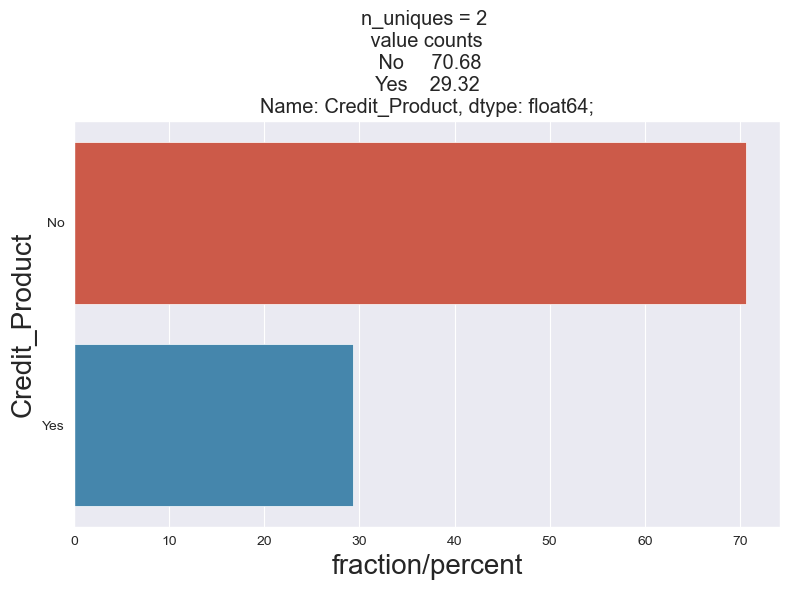 n_uniques = 2
value counts
No 70.68
Yes 29.32
Name: Credit_Product, dtype: float64;
Credit_Product
No
Yes
0 10 20 30 40 50 60 70
fraction/percent